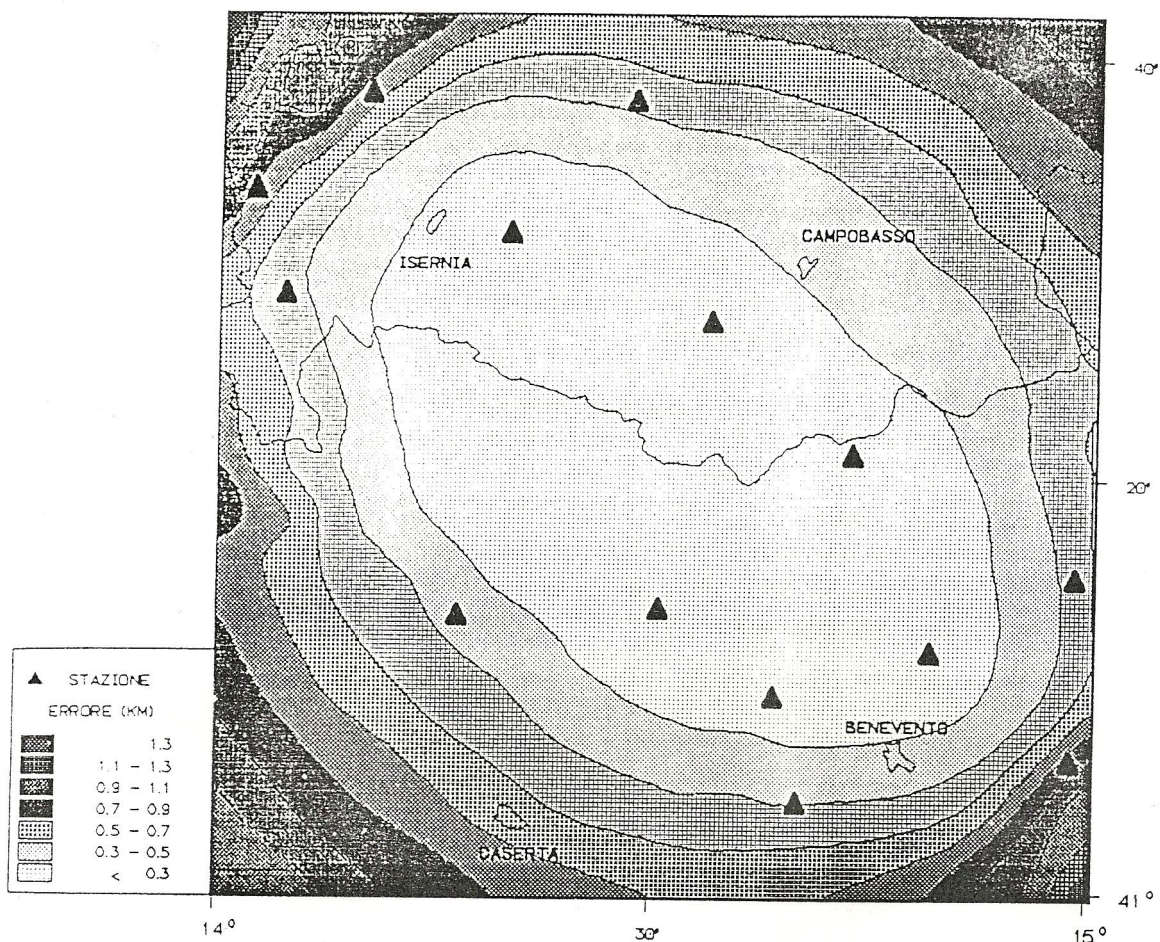 40'
CAMPOBASSO
ISERNIA
20'
▲ STAZIONE
ERRORE (KM)
1.3
1.1 - 1.3
0.9 - 1.1
0.7 - 0.9
0.5 - 0.7
0.3 - 0.5
< 0.3
BENEVENTO
CASERTA
41°
14°
30'
15°